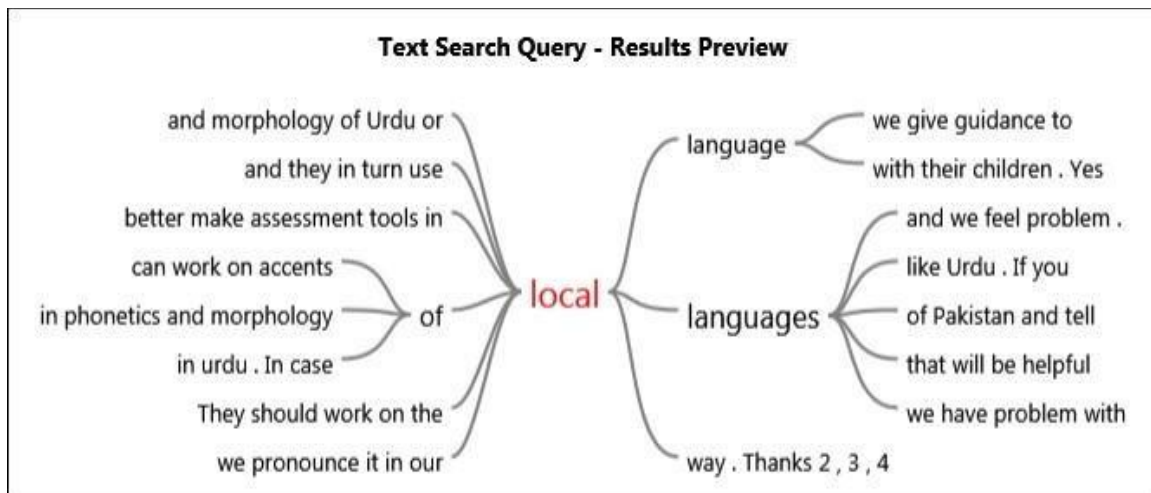 Text Search Query - Results Preview
and morphology of Urdu or
and they in turn use
better make assessment tools in
can work on accents
in phonetics and morphology
in urdu . In case
of
They should work on the
we pronounce it in our
local
language
we give guidance to
with their children . Yes
languages
and we feel problem .
like Urdu . If you
of Pakistan and tell
that will be helpful
we have problem with
way . Thanks 2 , 3 , 4